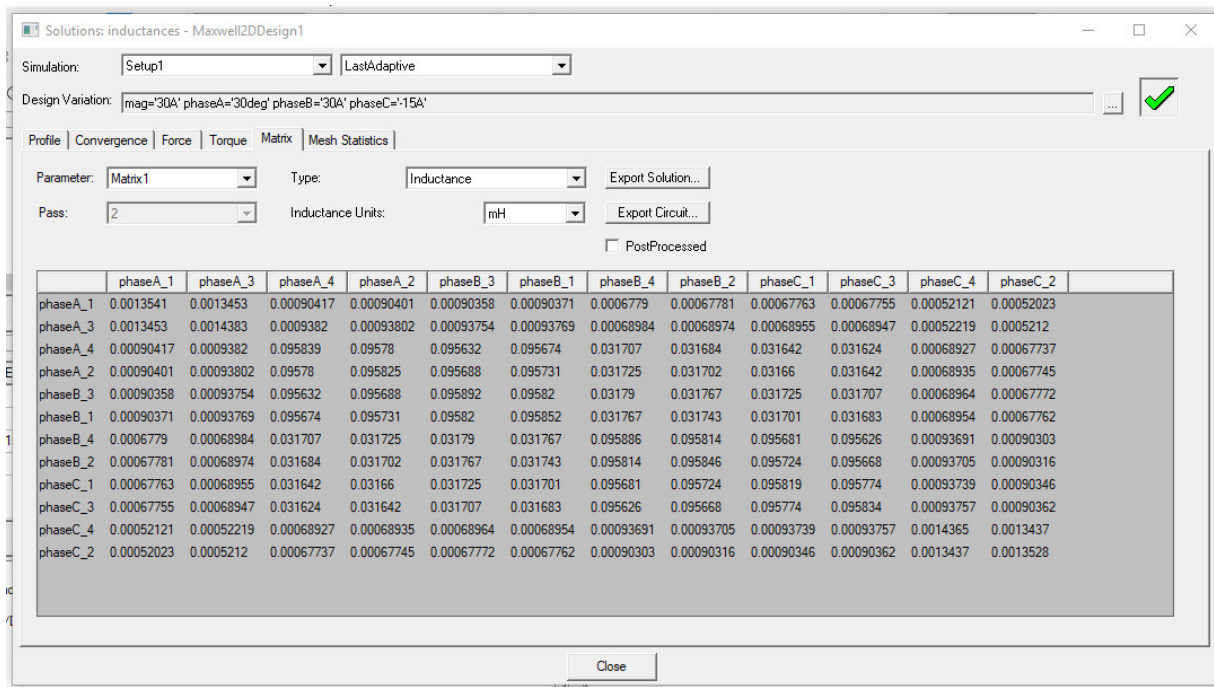 Solutions: inductances - Maxwell2DDesign1
Simulation: Setup1 LastAdaptive
Design Variation: mag='30A' phaseA='30deg' phaseB='30A' phaseC='-15A' ...
Profile Convergence Force Torque Matrix Mesh Statistics
Parameter: Matrix1 Type: Inductance Export Solution...
Pass: 2 Inductance Units: mH Export Circuit...
PostProcessed
phaseA_1 phaseA_3 phaseA_4 phaseA_2 phaseB_3 phaseB_1 phaseB_4 phaseB_2 phaseC_1 phaseC_3 phaseC_4 phaseC_2
phaseA_1 0.0013541 0.0013453 0.00090417 0.00090401 0.00090358 0.00090371 0.0006779 0.00067781 0.00067763 0.00067755 0.00052121 0.00052023
phaseA_3 0.0013453 0.0014383 0.0009382 0.00093802 0.00093754 0.00093769 0.00068984 0.00068974 0.00068955 0.00068947 0.00052219 0.0005212
phaseA_4 0.00090417 0.0009382 0.095839 0.09578 0.095632 0.095674 0.031707 0.031684 0.031642 0.031624 0.00068927 0.00067737
phaseA_2 0.00090401 0.00093802 0.09578 0.095825 0.095688 0.095731 0.031725 0.031702 0.03166 0.031642 0.00068935 0.00067745
phaseB_3 0.00090358 0.00093754 0.095632 0.095688 0.095892 0.09582 0.03179 0.031767 0.031725 0.031707 0.00068964 0.00067772
phaseB_1 0.00090371 0.00093769 0.095674 0.095731 0.09582 0.095852 0.031767 0.031743 0.031701 0.031683 0.00068954 0.00067762
phaseB_4 0.0006779 0.00068984 0.031707 0.031725 0.03179 0.031767 0.095886 0.095814 0.095681 0.095626 0.00093691 0.00090303
phaseB_2 0.00067781 0.00068974 0.031684 0.031702 0.031767 0.031743 0.095814 0.095846 0.095724 0.095668 0.00093705 0.00090316
phaseC_1 0.00067763 0.00068955 0.031642 0.03166 0.031725 0.031701 0.095681 0.095724 0.095819 0.095774 0.00093739 0.00090346
phaseC_3 0.00067755 0.00068947 0.031624 0.031642 0.031707 0.031683 0.095626 0.095668 0.095774 0.095834 0.00093757 0.00090362
phaseC_4 0.00052121 0.00052219 0.00068927 0.00068935 0.00068964 0.00068954 0.00093691 0.00093705 0.00093739 0.00093757 0.0014365 0.0013437
phaseC_2 0.00052023 0.0005212 0.00067737 0.00067745 0.00067772 0.00067762 0.00090303 0.00090316 0.00090346 0.00090362 0.0013437 0.0013528
Close